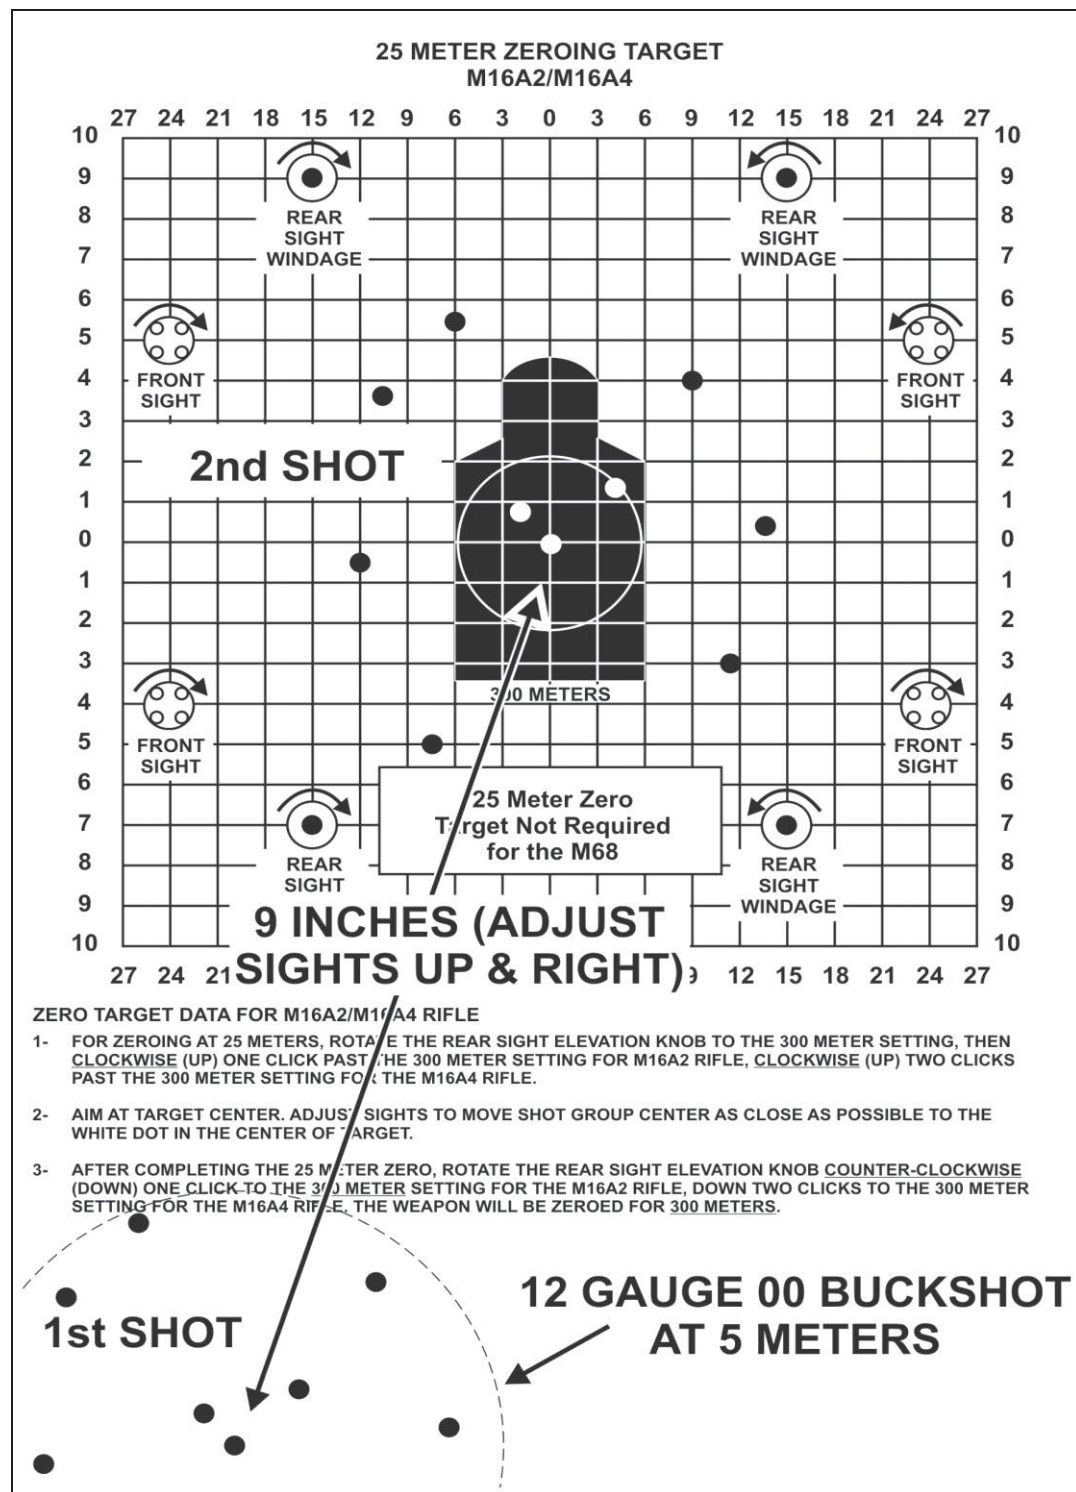 25 METER ZEROING TARGET
M16A2/M16A4
27 24 21 18 15 12 9 6 3 0 3 6 9 12 15 18 21 24 27
10 10
9 9
REAR SIGHT WINDAGE REAR SIGHT WINDAGE
8 8
7 7
6 6
5 5
FRONT SIGHT FRONT SIGHT
4 4
3 3
2nd SHOT
2 2
1 1
0 0
1 1
2 2
3 3
300 METERS
4 4
FRONT SIGHT FRONT SIGHT
5 5
6 6
25 Meter Zero
Target Not Required
for the M68
7 7
REAR SIGHT REAR SIGHT WINDAGE
8 8
9 9
9 INCHES (ADJUST
SIGHTS UP & RIGHT)
10 10
27 24 21 9 12 15 18 21 24 27
ZERO TARGET DATA FOR M16A2/M16A4 RIFLE
1- FOR ZEROING AT 25 METERS, ROTATE THE REAR SIGHT ELEVATION KNOB TO THE 300 METER SETTING, THEN
CLOCKWISE (UP) ONE CLICK PAST THE 300 METER SETTING FOR M16A2 RIFLE, CLOCKWISE (UP) TWO CLICKS
PAST THE 300 METER SETTING FOR THE M16A4 RIFLE.
2- AIM AT TARGET CENTER. ADJUST SIGHTS TO MOVE SHOT GROUP CENTER AS CLOSE AS POSSIBLE TO THE
WHITE DOT IN THE CENTER OF TARGET.
3- AFTER COMPLETING THE 25 METER ZERO, ROTATE THE REAR SIGHT ELEVATION KNOB COUNTER-CLOCKWISE
(DOWN) ONE CLICK TO THE 300 METER SETTING FOR THE M16A2 RIFLE, DOWN TWO CLICKS TO THE 300 METER
SETTING FOR THE M16A4 RIFLE. THE WEAPON WILL BE ZEROED FOR 300 METERS.
1st SHOT
12 GAUGE 00 BUCKSHOT
AT 5 METERS